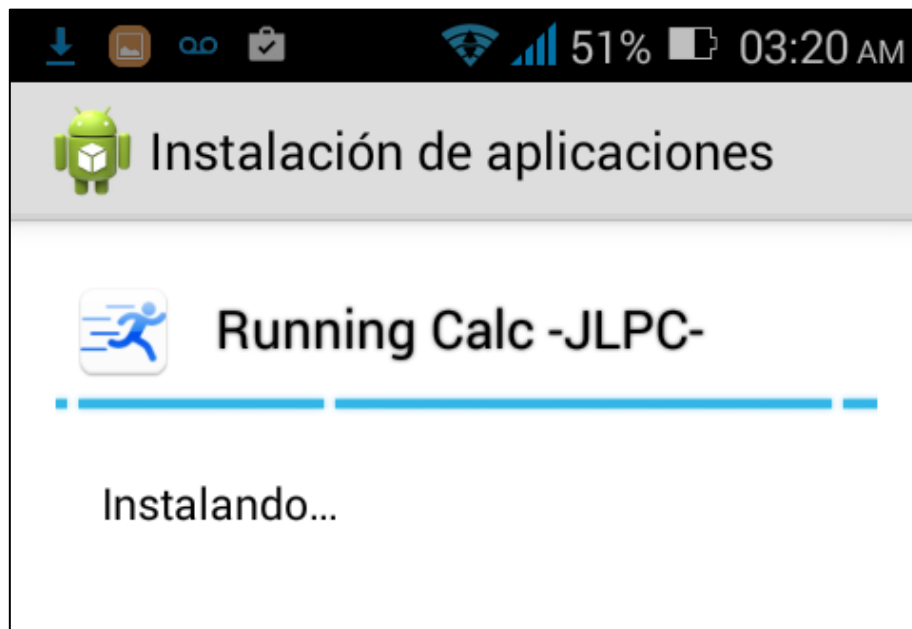 51% 03:20 AM
Instalación de aplicaciones
Running Calc -JLPC-
Instalando...